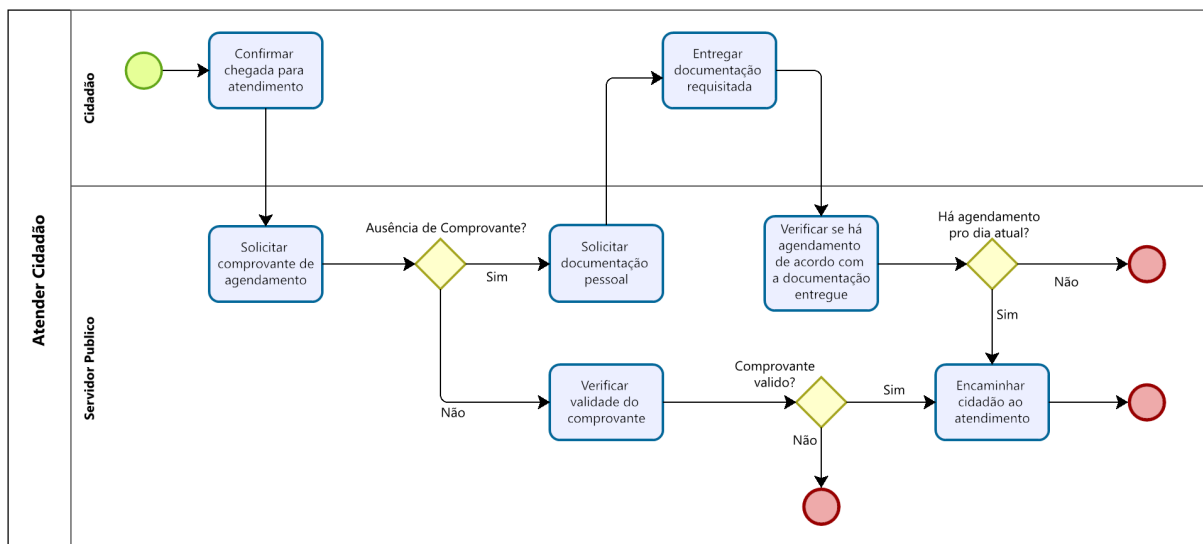 Atender Cidadão
Cidadão
Confirmar
chegada para
atendimento
Entregar
documentação
requisitada
Servidor Publico
Solicitar
comprovante de
agendamento
Ausência de Comprovante?
Sim
Não
Solicitar
documentação
pessoal
Verificar se há
agendamento
de acordo com
a documentação
entregue
Há agendamento
pro dia atual?
Não
Sim
Verificar
validade do
comprovante
Comprovante
valido?
Sim
Não
Encaminhar
cidadão ao
atendimento